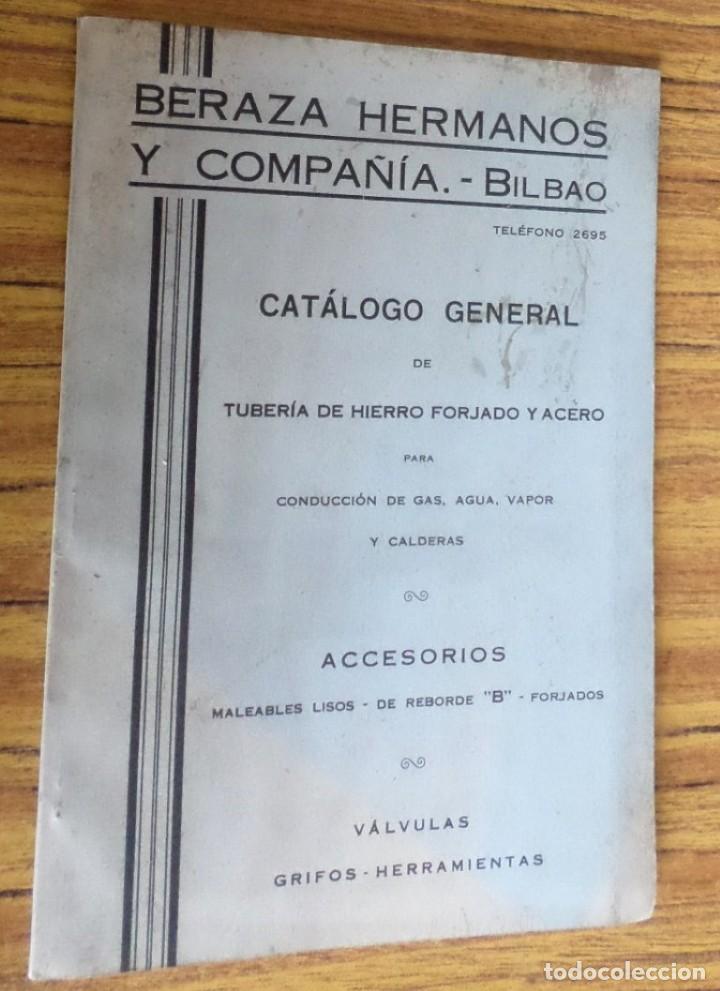 BERAZA HERMANOS
Y COMPAÑÍA. - BILBAO
TELÉFONO 2695
CATÁLOGO GENERAL
DE
TUBERÍA DE HIERRO FORJADO Y ACERO
PARA
CONDUCCIÓN DE GAS, AGUA, VAPOR
Y CALDERAS
ACCESORIOS
MALEABLES LISOS - DE REBORDE "B" - FORJADOS
VÁLVULAS
GRIFOS - HERRAMIENTAS
todocoleccion